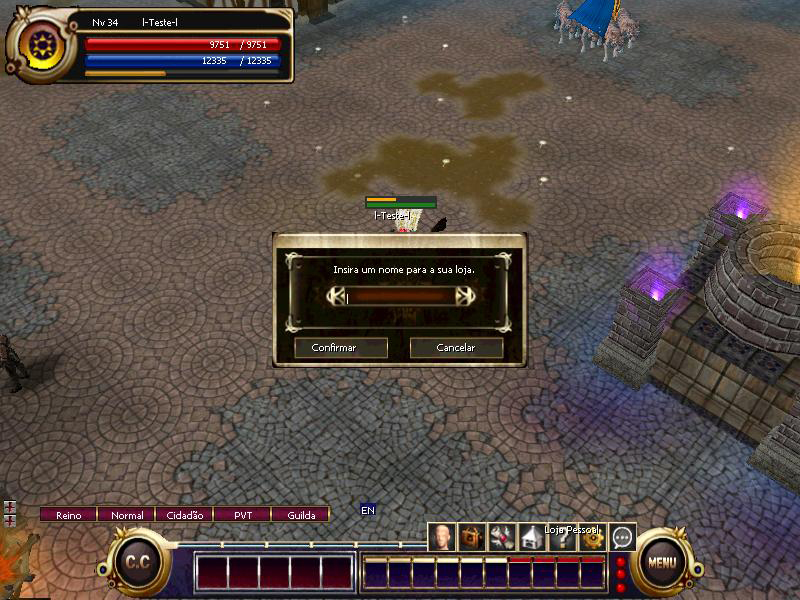 Nv 34 l-Teste-l
9751 / 9751
12335 / 12335
l-Teste-l
Insira um nome para a sua loja.
Confirmar Cancelar
Reino Normal Cidadão PVT Guilda
EN
Loja Pessoal
C.C
MENU